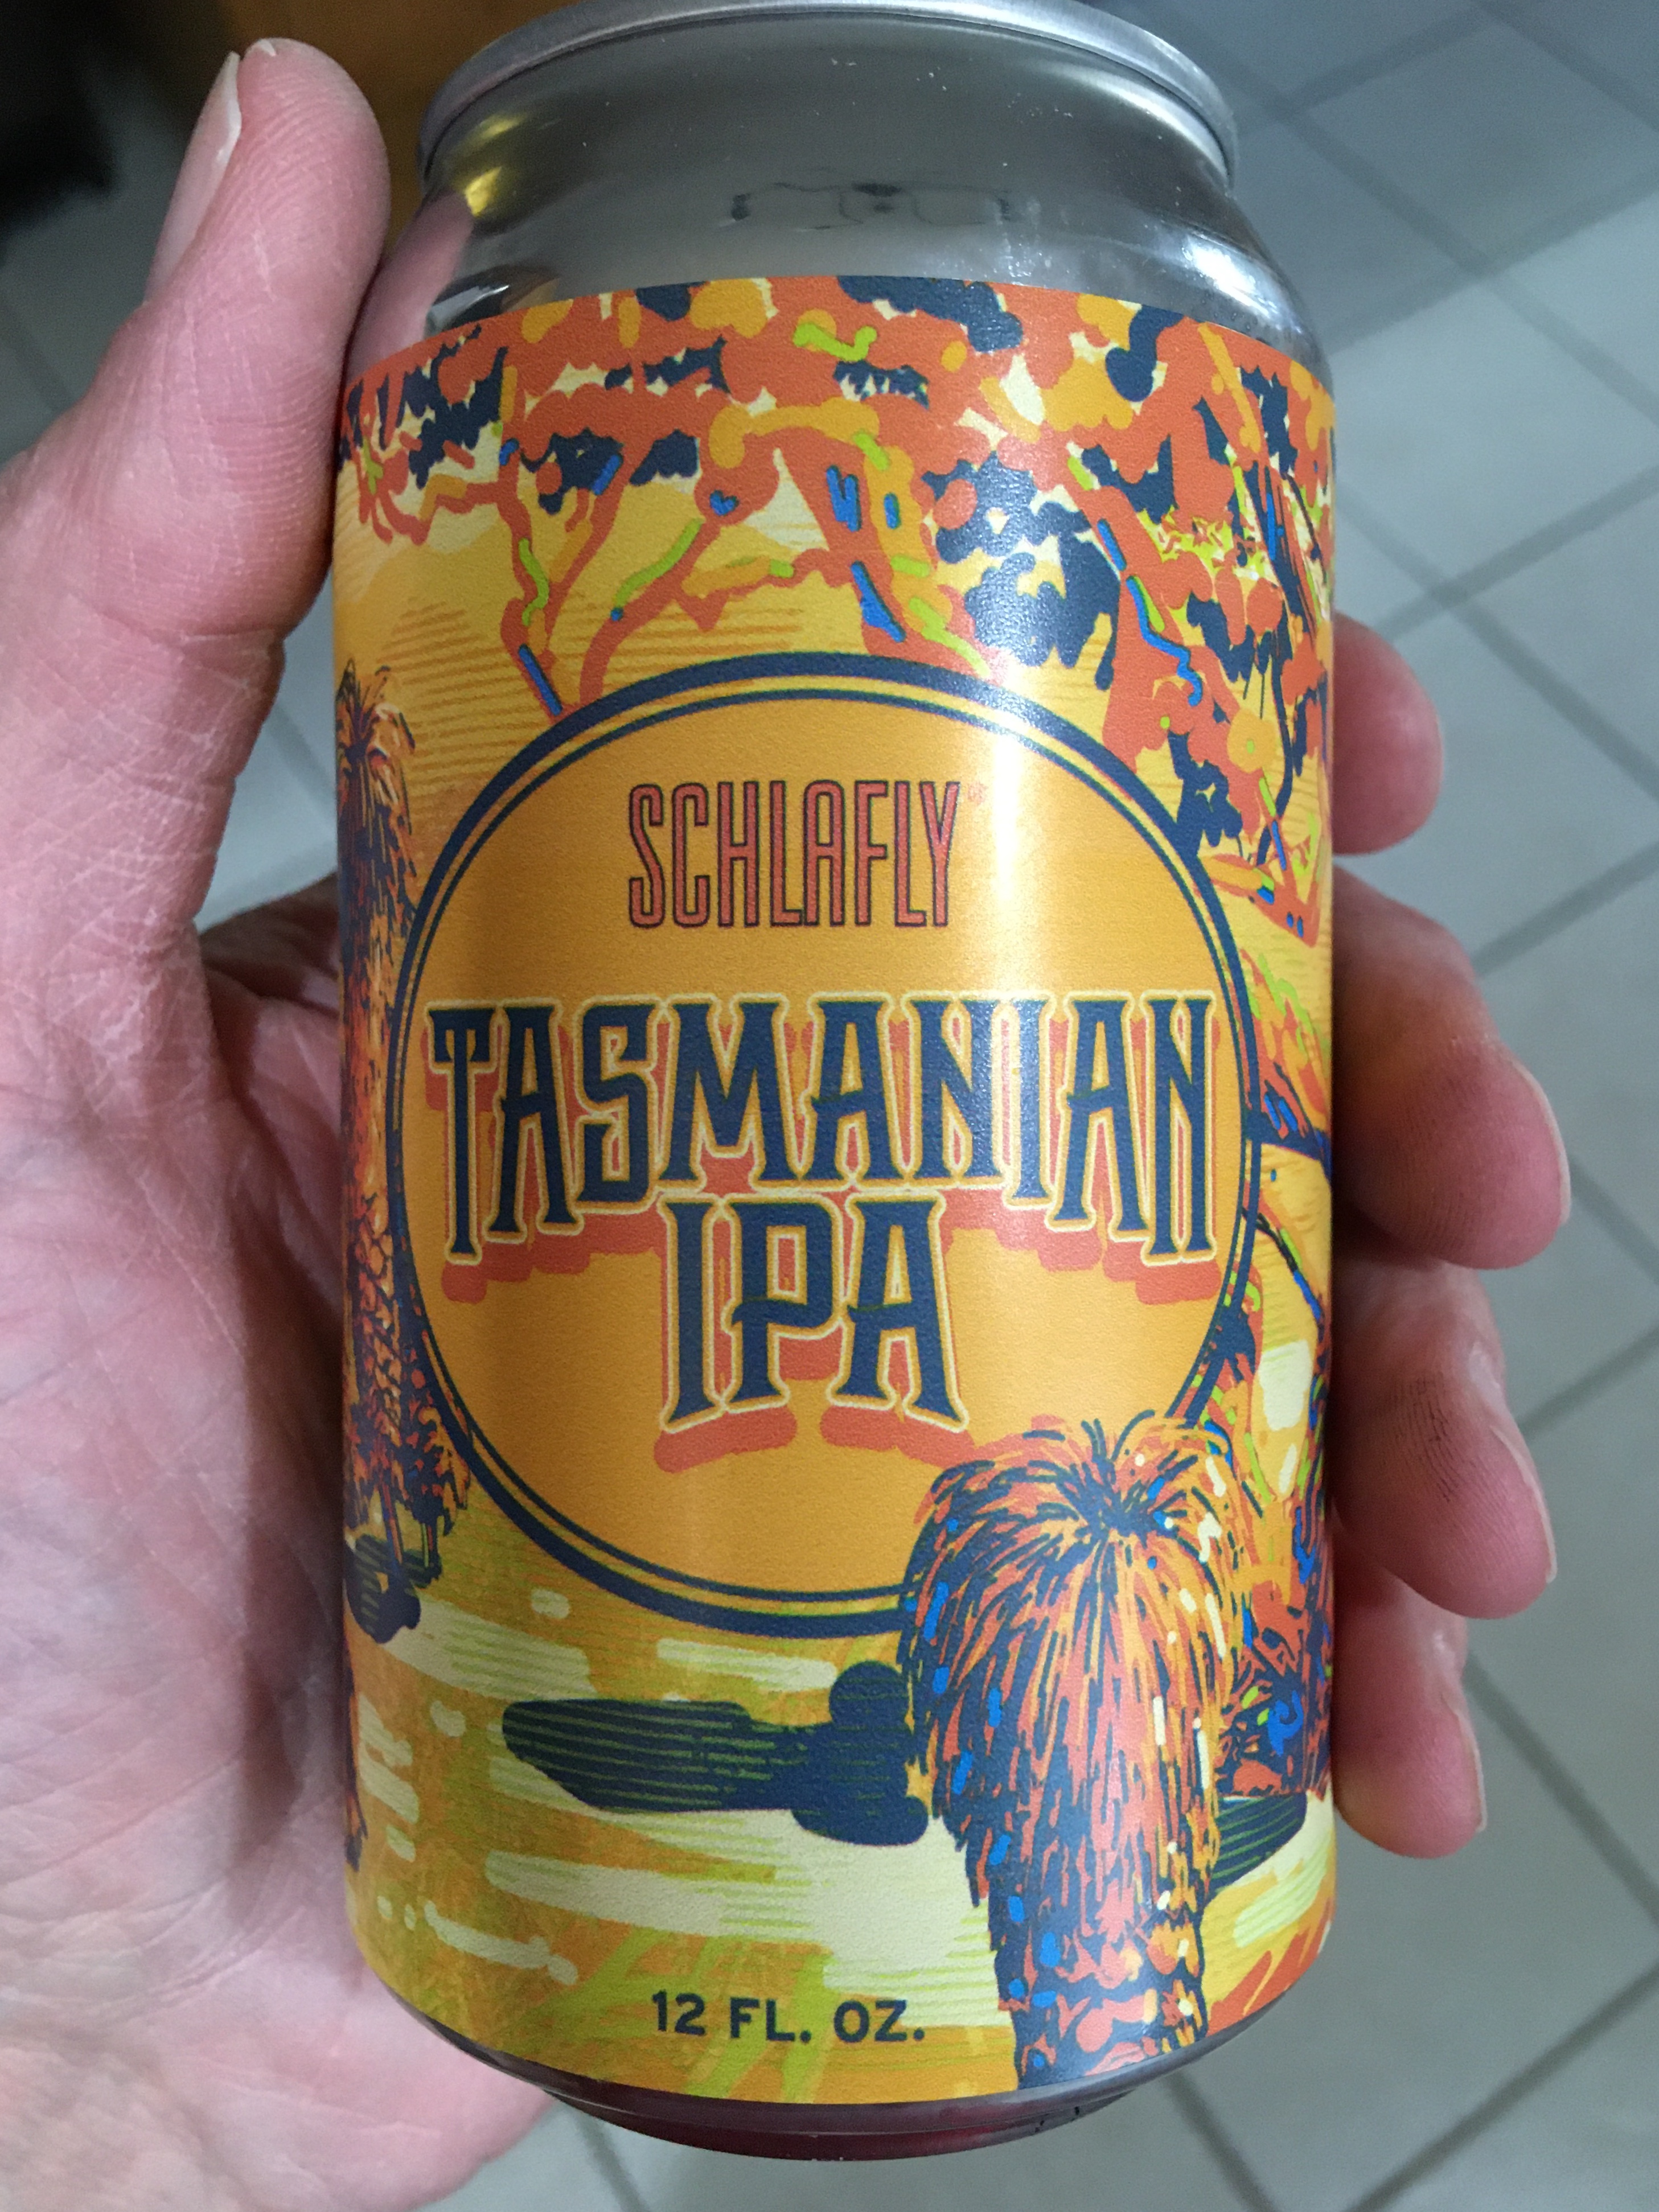 SCHLAFLY®
TASMANIAN
IPA
12 FL. OZ.